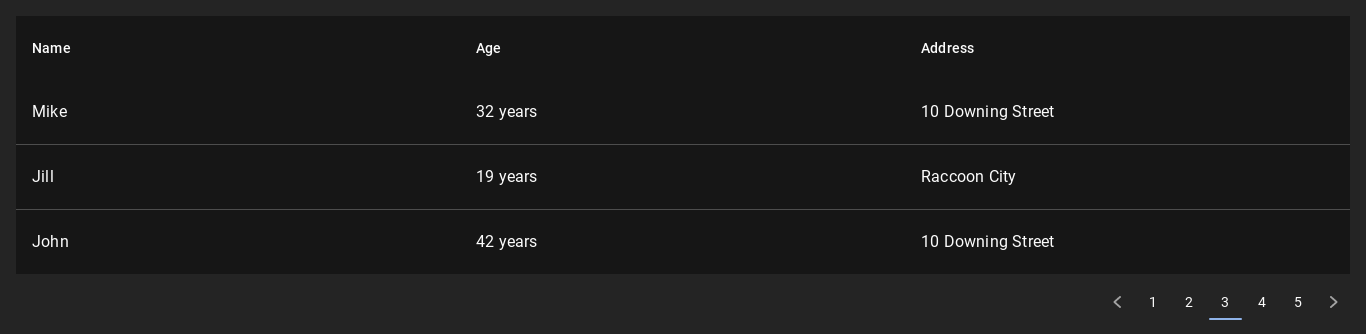 Name Age Address
Mike 32 years 10 Downing Street
Jill 19 years Raccoon City
John 42 years 10 Downing Street
1 2 3 4 5